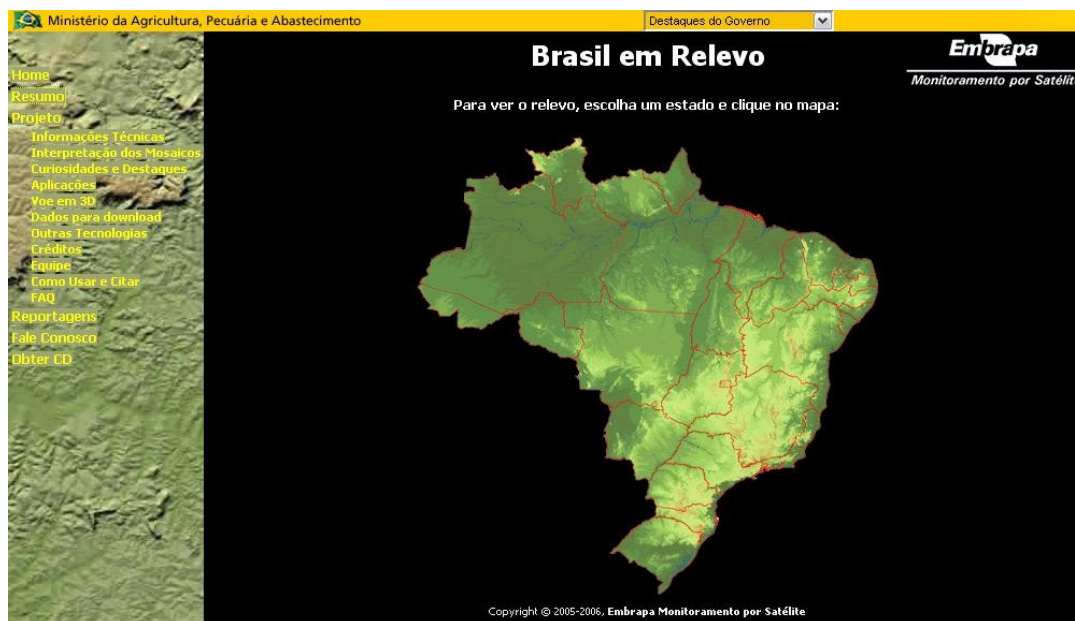 Ministério da Agricultura, Pecuária e Abastecimento
Destaques do Governo
Brasil em Relevo
Embrapa
Monitoramento por Satélit
Para ver o relevo, escolha um estado e clique no mapa:
Home
Resumo
Projeto
Informações Técnicas
Interpretação dos Mosaicos
Curiosidades e Destaques
Aplicações
Voe em 3D
Dados para download
Outras Tecnologias
Créditos
Equipe
Como Usar e Citar
FAQ
Reportagens
Fale Conosco
Obter CD
Copyright © 2005-2006, Embrapa Monitoramento por Satélite